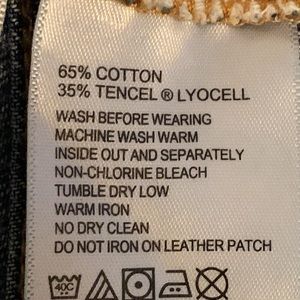 65% COTTON
35% TENCEL ® LYOCELL
WASH BEFORE WEARING
MACHINE WASH WARM
INSIDE OUT AND SEPARATELY
NON-CHLORINE BLEACH
TUMBLE DRY LOW
WARM IRON
NO DRY CLEAN
DO NOT IRON ON LEATHER PATCH
40C